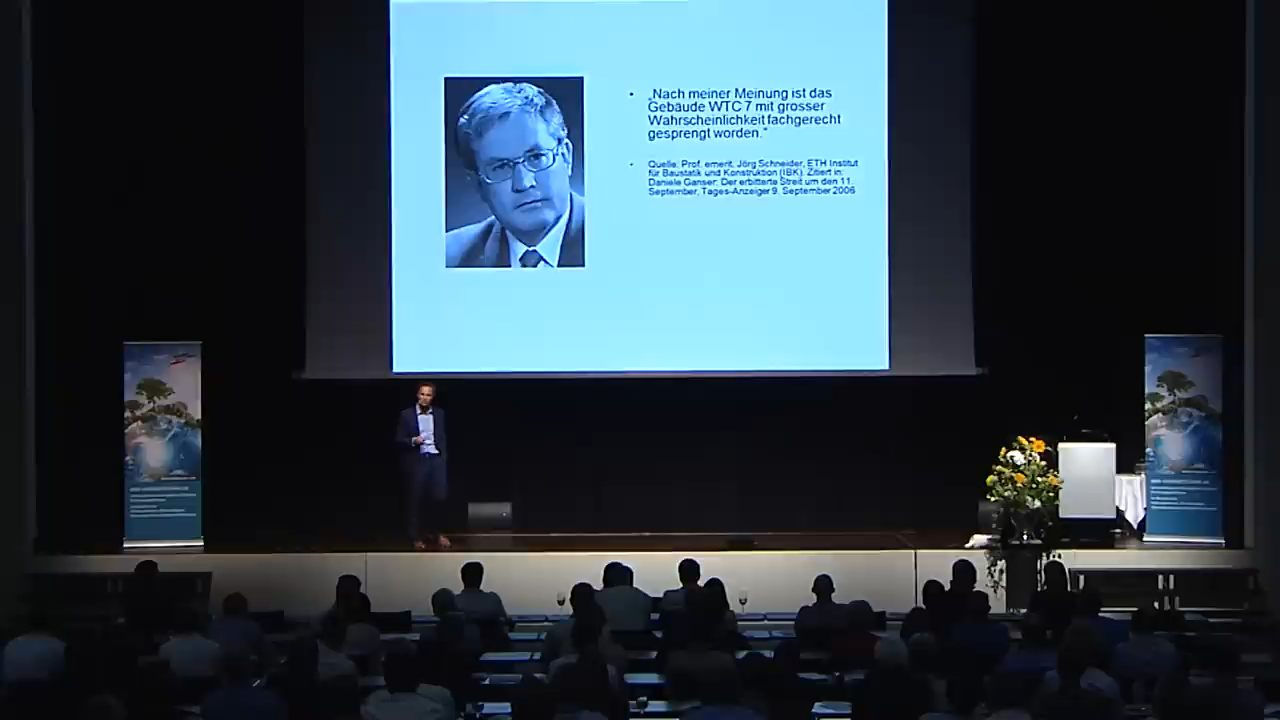 „Nach meiner Meinung ist das
Gebäude WTC 7 mit grosser
Wahrscheinlichkeit fachgerecht
gesprengt worden."
Quelle: Prof. emerit. Jörg Schneider, ETH Institut
für Baustatik und Konstruktion (IBK). Zitiert in:
Daniele Ganser: Der erbitterte Streit um den 11.
September, Tages-Anzeiger 9. September 2006